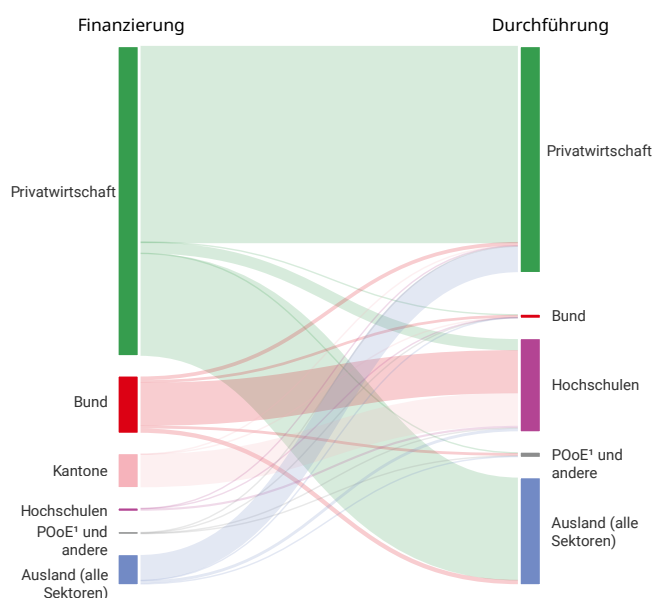 Finanzierung
Durchführung
Privatwirtschaft
Bund
Kantone
Hochschulen
POoE¹ und
andere
Ausland (alle
Sektoren)
Privatwirtschaft
Bund
Hochschulen
POoE¹ und
andere
Ausland (alle
Sektoren)